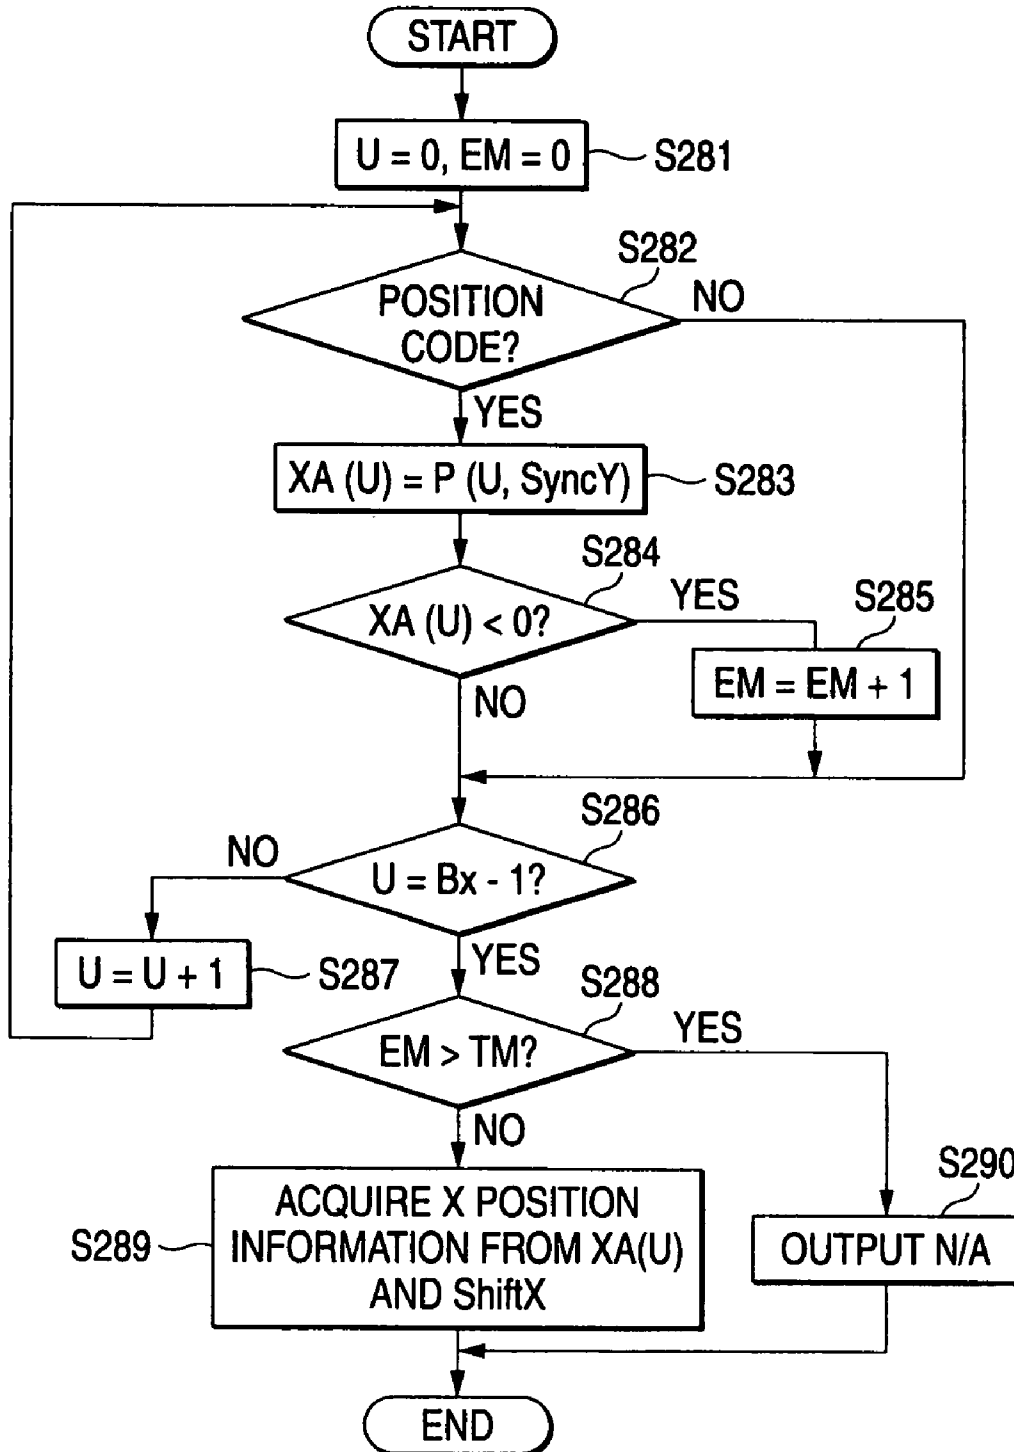 START
U = 0, EM = 0
S281
S282
POSITION
CODE?
NO
YES
XA (U) = P (U, SyncY)
S283
S284
XA (U) < 0?
YES
S285
EM = EM + 1
NO
S286
NO
U = Bx - 1?
YES
U = U + 1
S287
S288
EM > TM?
YES
NO
S290
ACQUIRE X POSITION
INFORMATION FROM XA(U)
AND ShiftX
S289
OUTPUT N/A
END